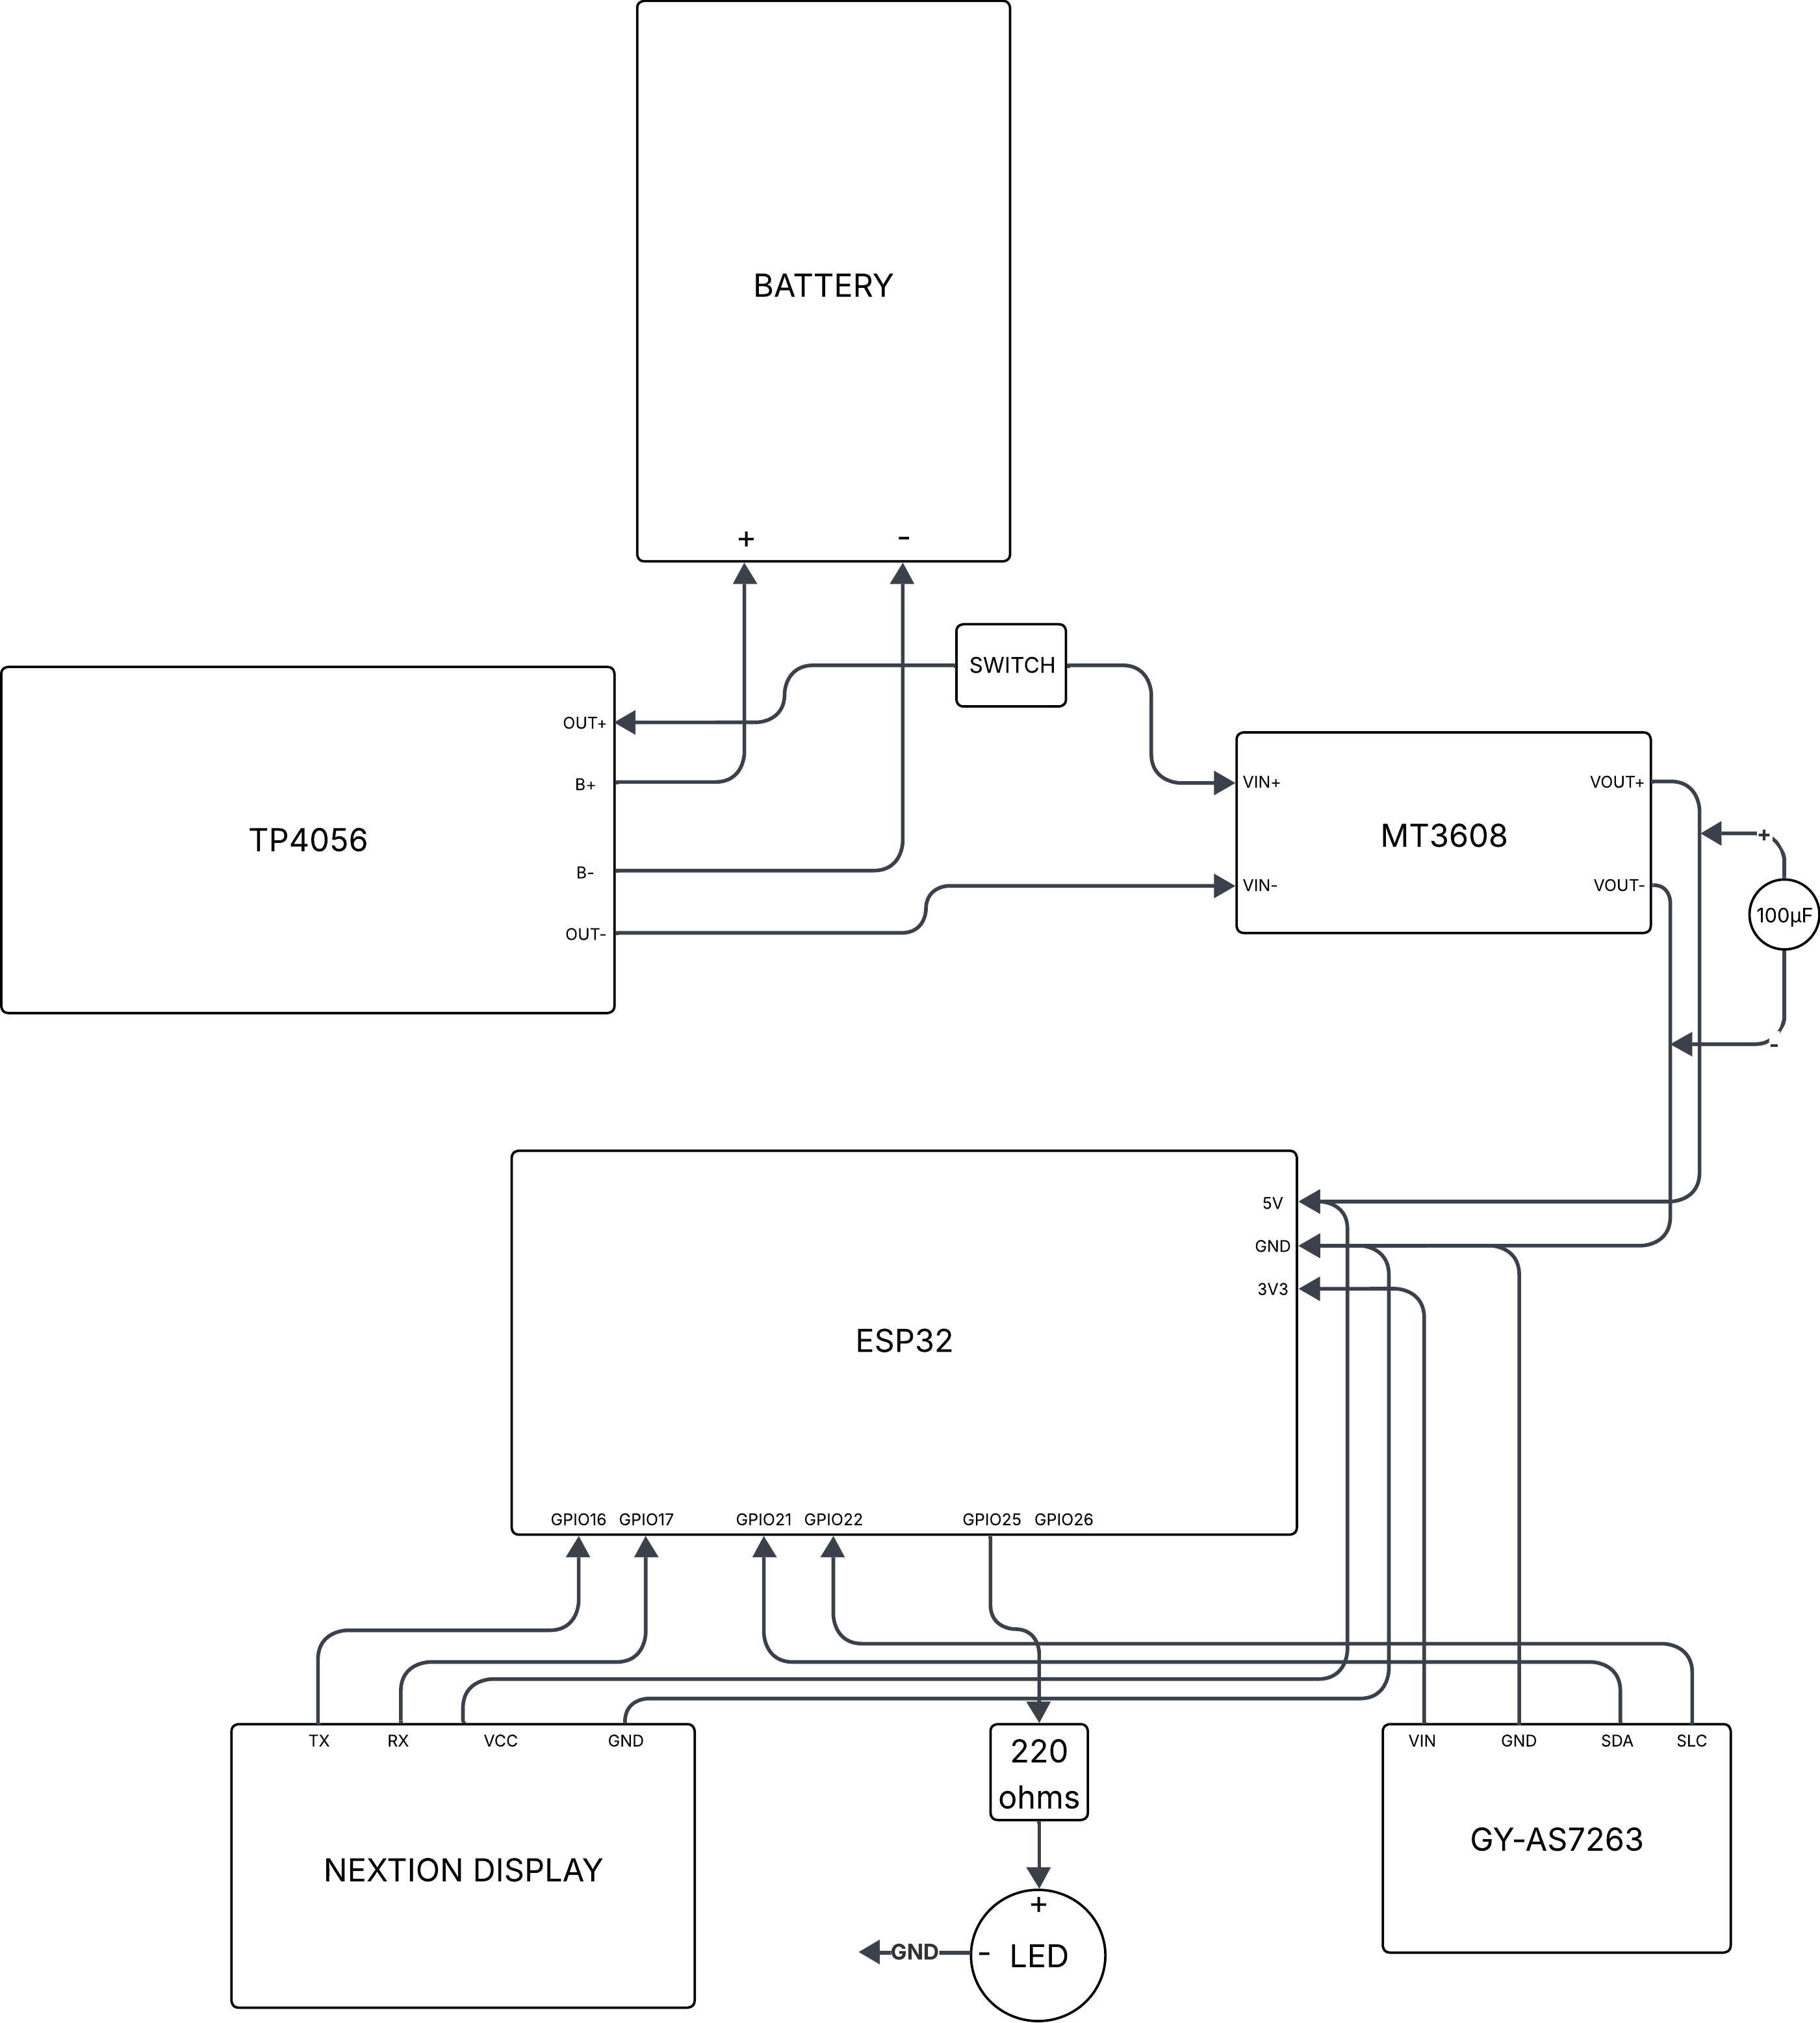 BATTERY
+ -
SWITCH
OUT+
B+
TP4056
B-
OUT-
VIN+
VOUT+
MT3608
VIN-
VOUT-
+
100µF
-
5V
GND
3V3
ESP32
GPIO16 GPIO17 GPIO21 GPIO22 GPIO25 GPIO26
TX RX VCC GND
NEXTION DISPLAY
220
ohms
+
- LED
GND
VIN GND SDA SLC
GY-AS7263